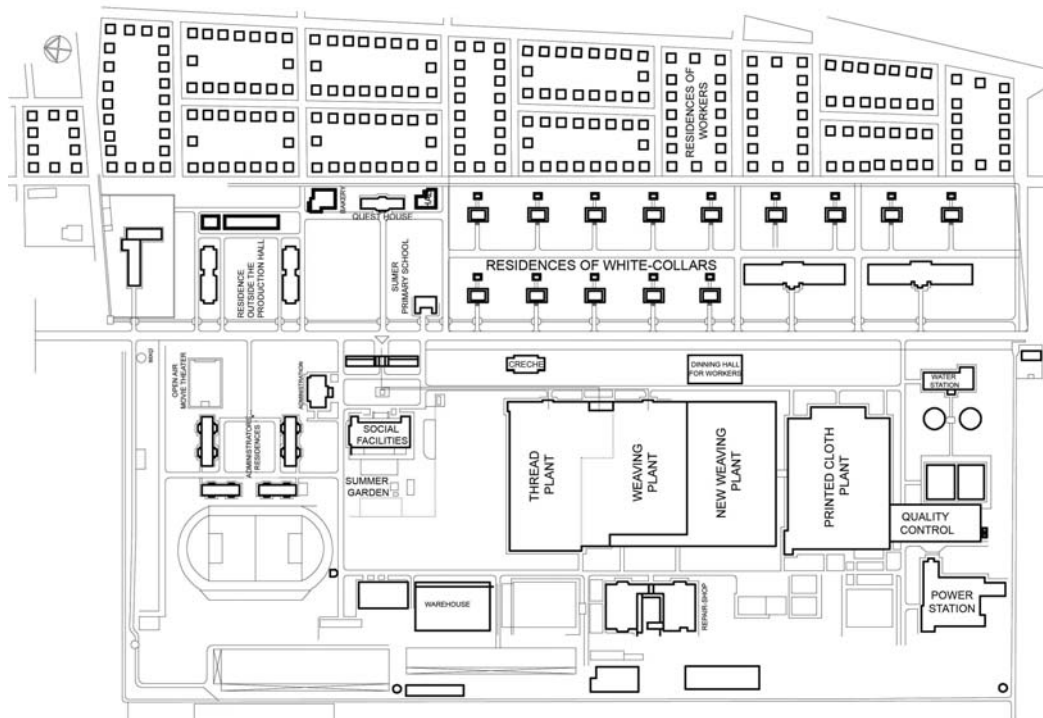 RESIDENCES OF
WORKERS
BAKERY
QUEST HOUSE
RESIDENCE
OUTSIDE THE
PRODUCTION HALL
SUMER
PRIMARY SCHOOL
RESIDENCES OF WHITE-COLLARS
OPEN AIR
MOVIE THEATER
ADMINISTRATION
CRECHE
DINNING HALL
FOR WORKERS
WATER
STATION
ADMINISTRATOR
RESIDENCES
SOCIAL
FACILITIES
SUMMER
GARDEN
THREAD
PLANT
WEAVING
PLANT
NEW WEAVING
PLANT
PRINTED CLOTH
PLANT
QUALITY
CONTROL
WAREHOUSE
REPAIR-SHOP
POWER
STATION